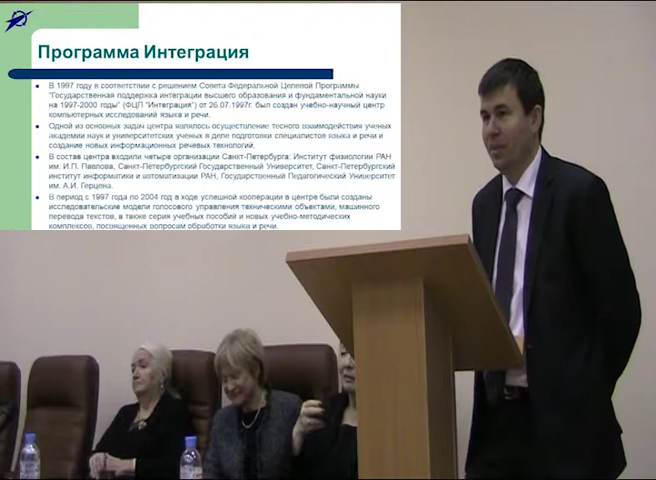 Программа Интеграция
В 1997 году в соответствии с решением Совета Федеральной Целевой Программы
"Государственная поддержка интеграции высшего образования и фундаментальной науки
на 1997-2000 годы" (ФЦП "Интеграция") от 26.07.1997г. был создан учебно-научный центр
компьютерных исследований языка и речи.
Одной из основных задач центра являлось осуществление тесного взаимодействия ученых
академии наук и университетских ученых в деле подготовки специалистов языка и речи и
создание новых информационных речевых технологий.
В состав центра входили четыре организации Санкт-Петербурга: Институт физиологии РАН
им. И.П. Павлова, Санкт-Петербургский Государственный Университет, Санкт-Петербургский
институт информатики и автоматизации РАН, Государственный Педагогический Университет
им. А.И. Герцена.
В период с 1997 года по 2004 год в ходе успешной кооперации в центре были созданы
исследовательские модели голосового управления техническими объектами, машинного
перевода текстов, а также серия учебных пособий и новых учебно-методических
комплексов, посвященных вопросам обработки языка и речи.